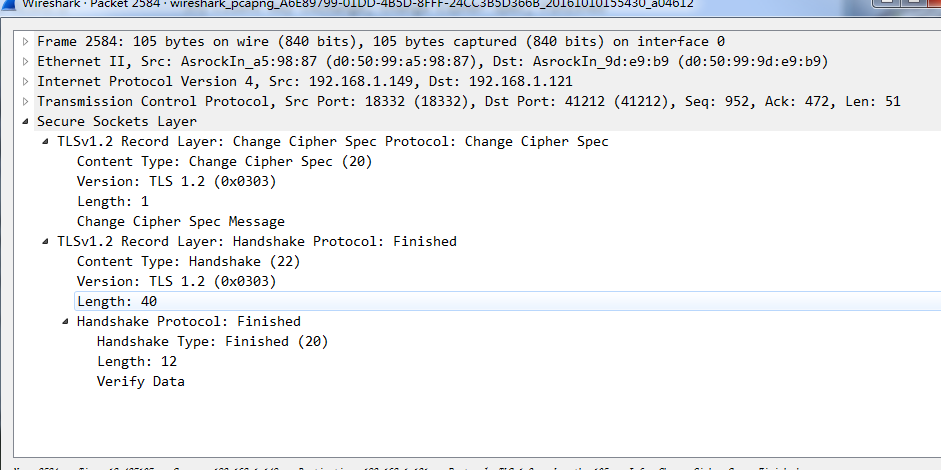 Wireshark · Packet 2584 · wireshark_pcapng_A6E89799-01DD-4B5D-8FFF-24CC3B5D366B_20161010155430_a04612
Frame 2584: 105 bytes on wire (840 bits), 105 bytes captured (840 bits) on interface 0
Ethernet II, Src: AsrockIn_a5:98:87 (d0:50:99:a5:98:87), Dst: AsrockIn_9d:e9:b9 (d0:50:99:9d:e9:b9)
Internet Protocol Version 4, Src: 192.168.1.149, Dst: 192.168.1.121
Transmission Control Protocol, Src Port: 18332 (18332), Dst Port: 41212 (41212), Seq: 952, Ack: 472, Len: 51
Secure Sockets Layer
TLSv1.2 Record Layer: Change Cipher Spec Protocol: Change Cipher Spec
Content Type: Change Cipher Spec (20)
Version: TLS 1.2 (0x0303)
Length: 1
Change Cipher Spec Message
TLSv1.2 Record Layer: Handshake Protocol: Finished
Content Type: Handshake (22)
Version: TLS 1.2 (0x0303)
Length: 40
Handshake Protocol: Finished
Handshake Type: Finished (20)
Length: 12
Verify Data